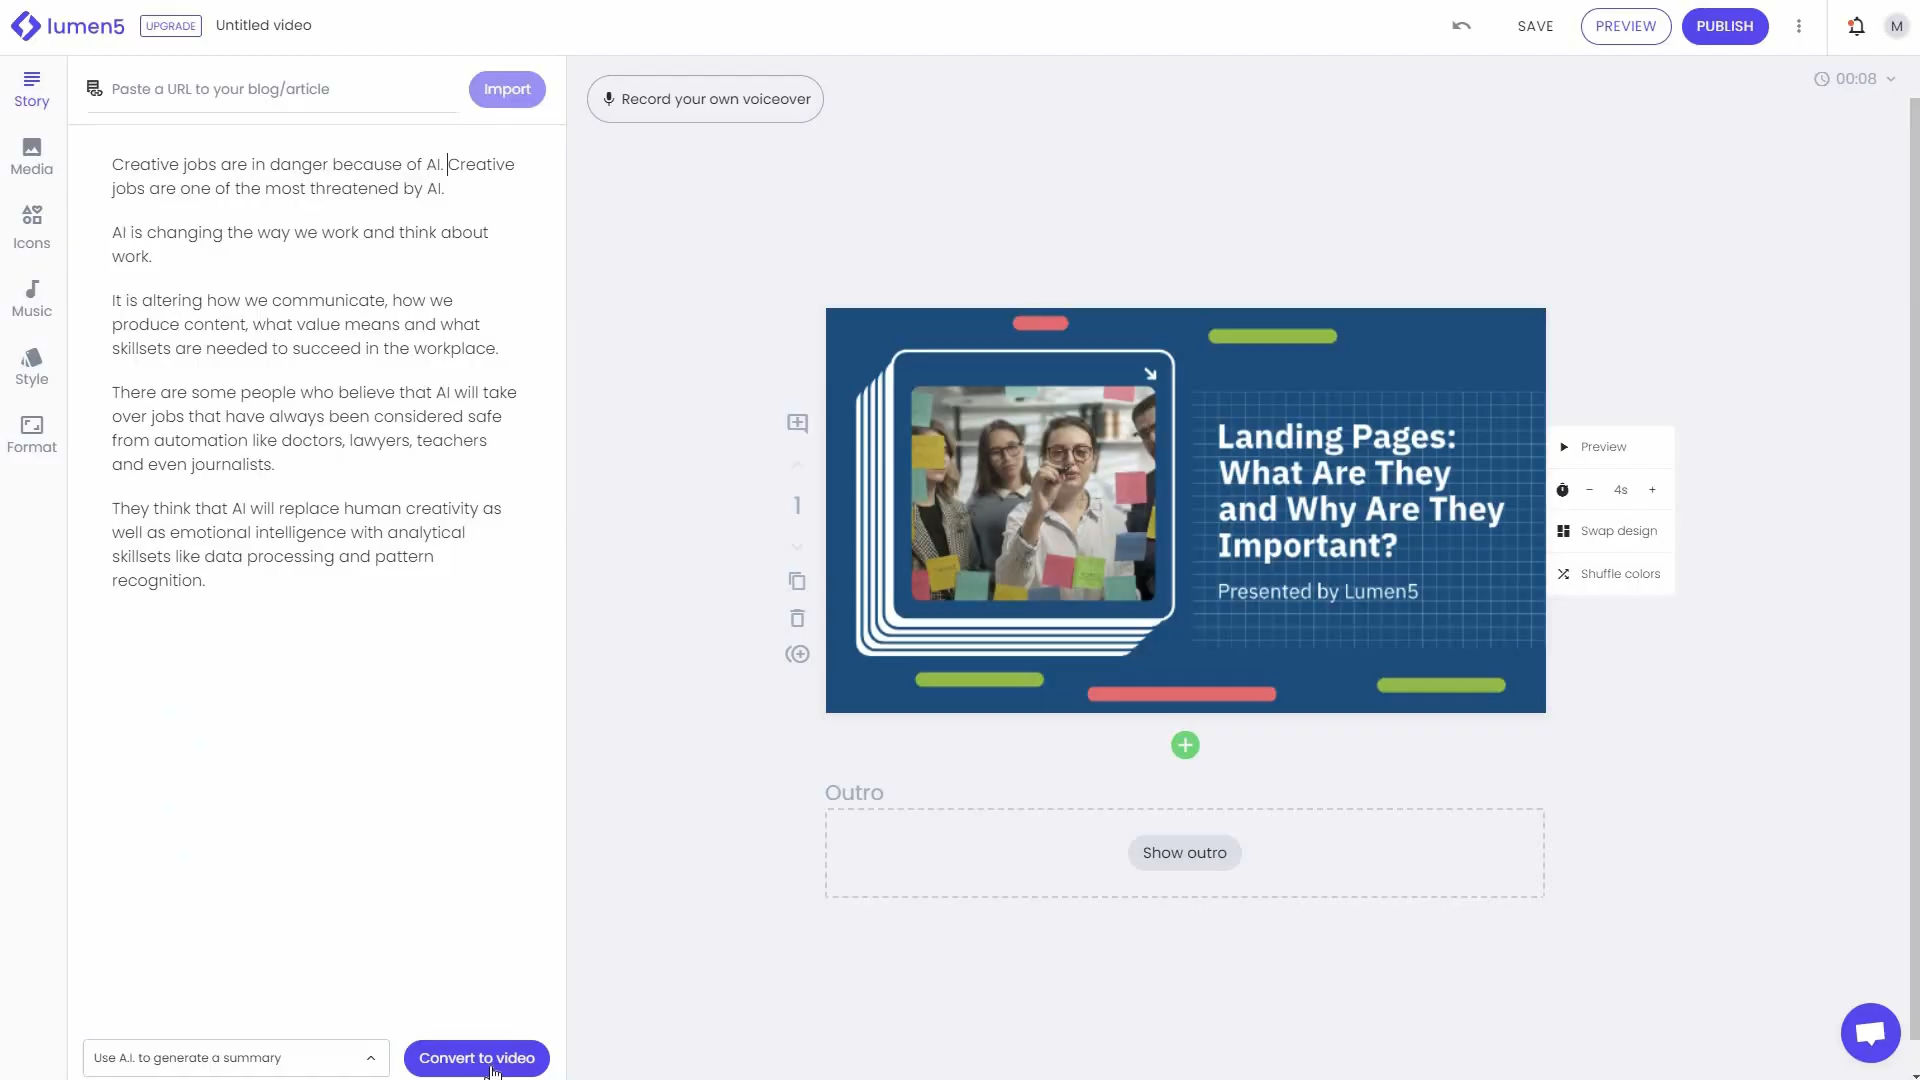 lumen5
UPGRADE
Untitled video
SAVE
PREVIEW
PUBLISH
M
Story
Media
Icons
Music
Style
Format
Paste a URL to your blog/article
Import
Creative jobs are in danger because of AI. Creative
jobs are one of the most threatened by AI.
AI is changing the way we work and think about
work.
It is altering how we communicate, how we
produce content, what value means and what
skillsets are needed to succeed in the workplace.
There are some people who believe that AI will take
over jobs that have always been considered safe
from automation like doctors, lawyers, teachers
and even journalists.
They think that AI will replace human creativity as
well as emotional intelligence with analytical
skillsets like data processing and pattern
recognition.
Use A.I. to generate a summary
Convert to video
Record your own voiceover
00:08
1
Landing Pages:
What Are They
and Why Are They
Important?
Presented by Lumen5
Preview
− 4s +
Swap design
Shuffle colors
Outro
Show outro